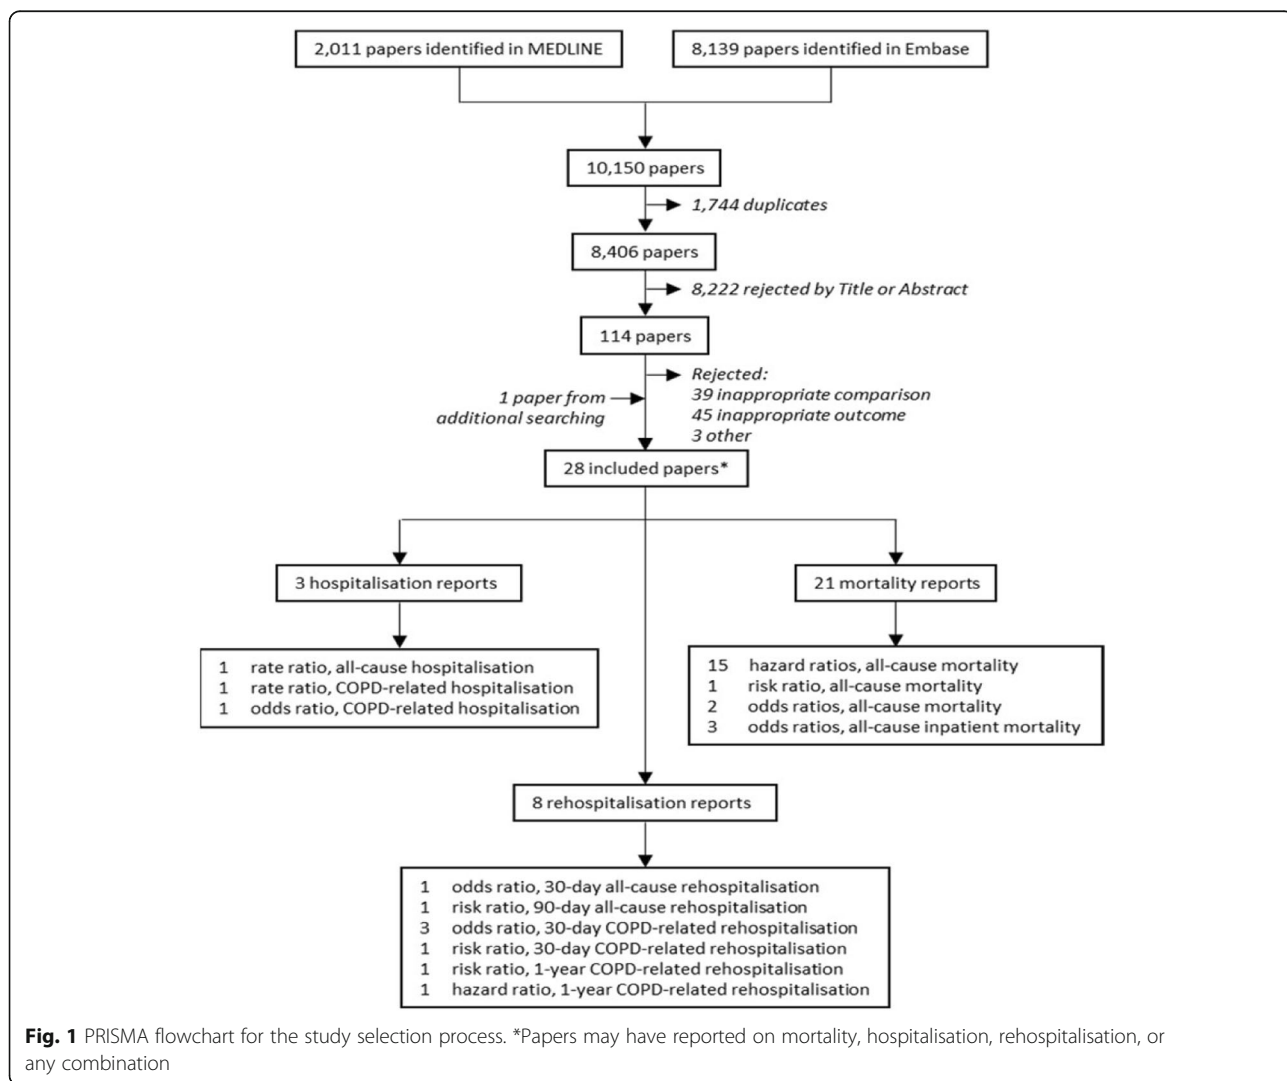 2,011 papers identified in MEDLINE
8,139 papers identified in Embase
10,150 papers
1,744 duplicates
8,406 papers
8,222 rejected by Title or Abstract
114 papers
1 paper from
additional searching
Rejected:
39 inappropriate comparison
45 inappropriate outcome
3 other
28 included papers*
3 hospitalisation reports
21 mortality reports
1 rate ratio, all-cause hospitalisation
1 rate ratio, COPD-related hospitalisation
1 odds ratio, COPD-related hospitalisation
15 hazard ratios, all-cause mortality
1 risk ratio, all-cause mortality
2 odds ratios, all-cause mortality
3 odds ratios, all-cause inpatient mortality
8 rehospitalisation reports
1 odds ratio, 30-day all-cause rehospitalisation
1 risk ratio, 90-day all-cause rehospitalisation
3 odds ratio, 30-day COPD-related rehospitalisation
1 risk ratio, 30-day COPD-related rehospitalisation
1 risk ratio, 1-year COPD-related rehospitalisation
1 hazard ratio, 1-year COPD-related rehospitalisation
Fig. 1 PRISMA flowchart for the study selection process. *Papers may have reported on mortality, hospitalisation, rehospitalisation, or
any combination